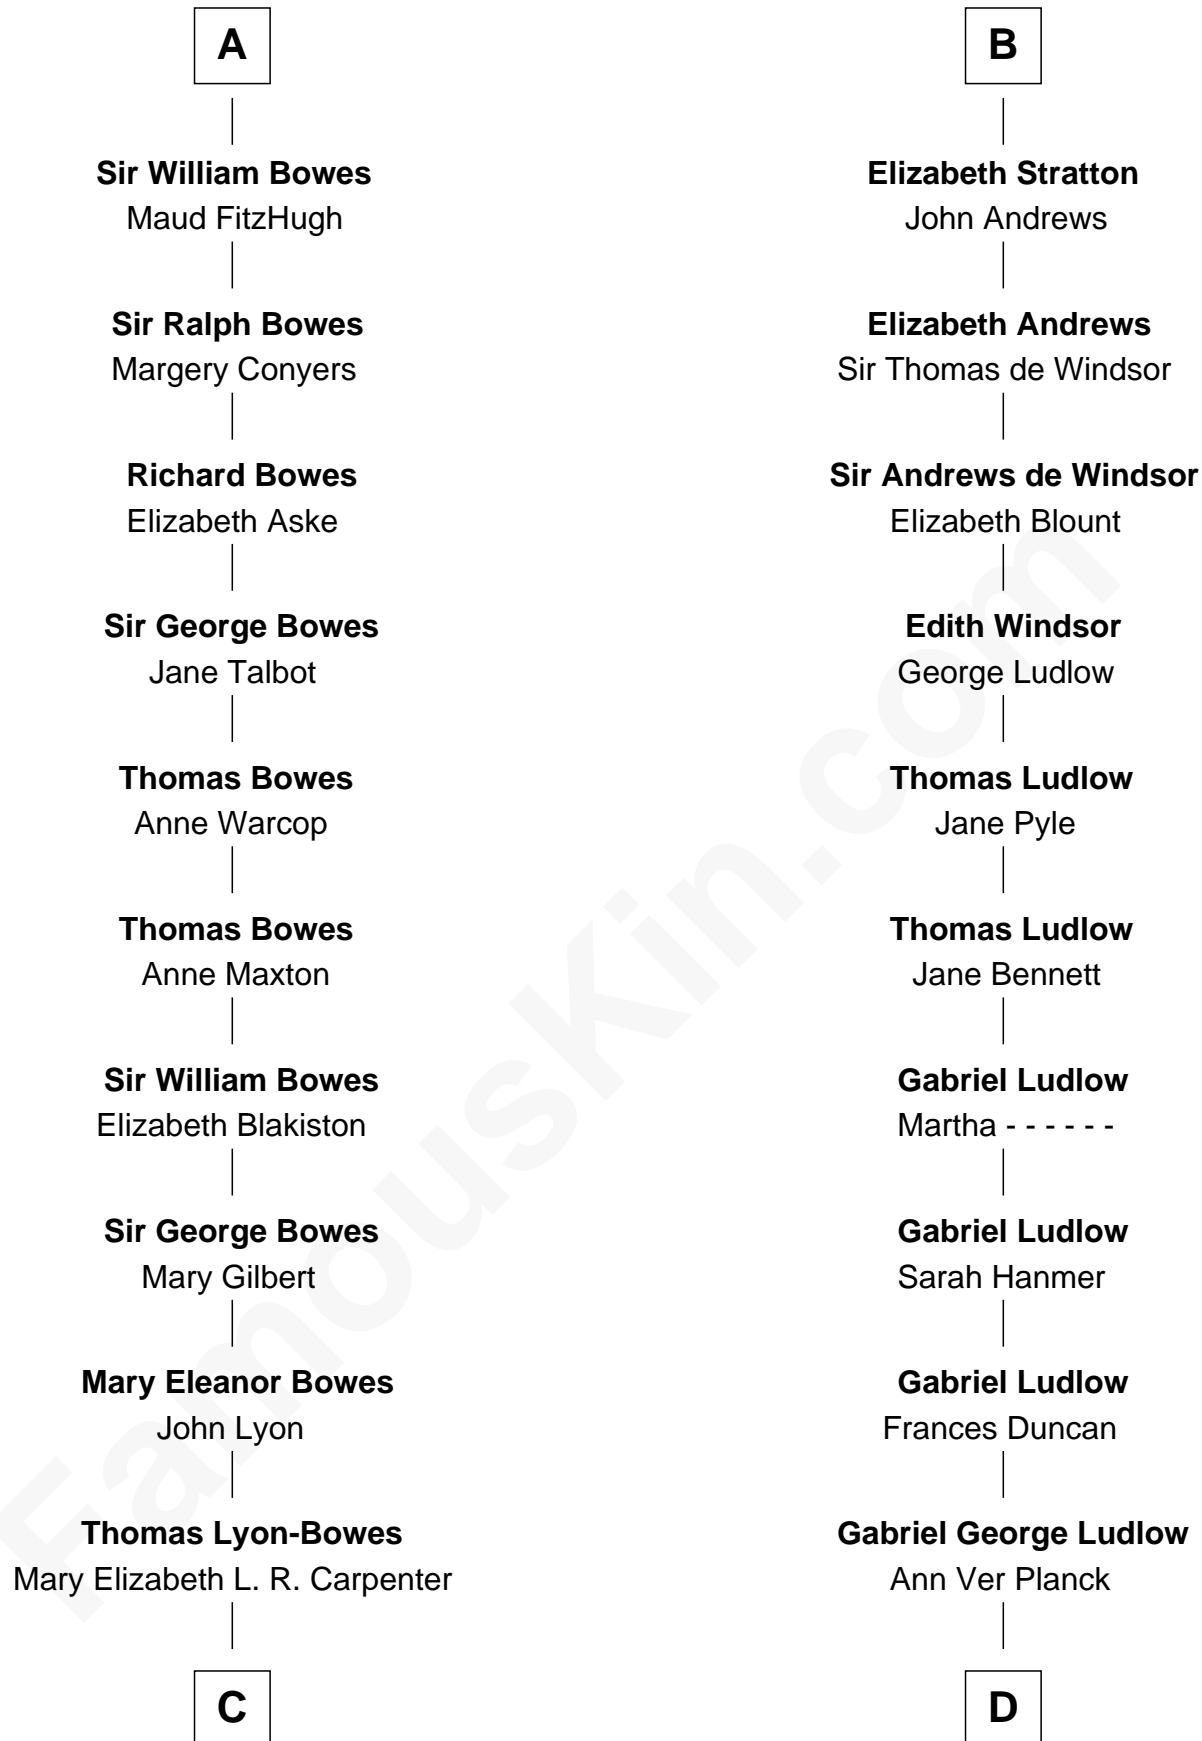 A
Sir William Bowes
Maud FitzHugh
Sir Ralph Bowes
Margery Conyers
Richard Bowes
Elizabeth Aske
Sir George Bowes
Jane Talbot
Thomas Bowes
Anne Warcop
Thomas Bowes
Anne Maxton
Sir William Bowes
Elizabeth Blakiston
Sir George Bowes
Mary Gilbert
Mary Eleanor Bowes
John Lyon
Thomas Lyon-Bowes
Mary Elizabeth L. R. Carpenter
C
B
Elizabeth Stratton
John Andrews
Elizabeth Andrews
Sir Thomas de Windsor
Sir Andrews de Windsor
Elizabeth Blount
Edith Windsor
George Ludlow
Thomas Ludlow
Jane Pyle
Thomas Ludlow
Jane Bennett
Gabriel Ludlow
Martha - - - - - -
Gabriel Ludlow
Sarah Hanmer
Gabriel Ludlow
Frances Duncan
Gabriel George Ludlow
Ann Ver Planck
D
FamousKin.com